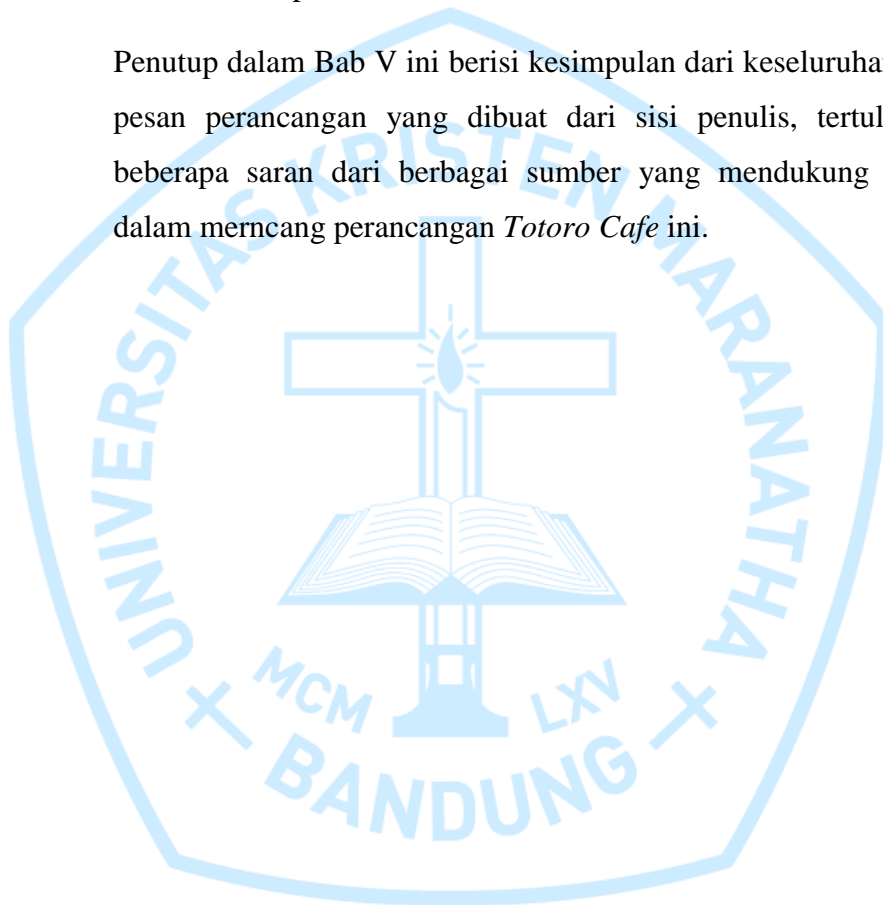 Penutup dalam Bab V ini berisi kesimpulan dari keseluruhan
pesan perancangan yang dibuat dari sisi penulis,
beberapa saran dari berbagai sumber yang mendukung
dalam merncang perancangan Totoro Cafe ini.
UNIVERSITAS KRISTEN MARANATHA
MCM LXV
BANDUNG